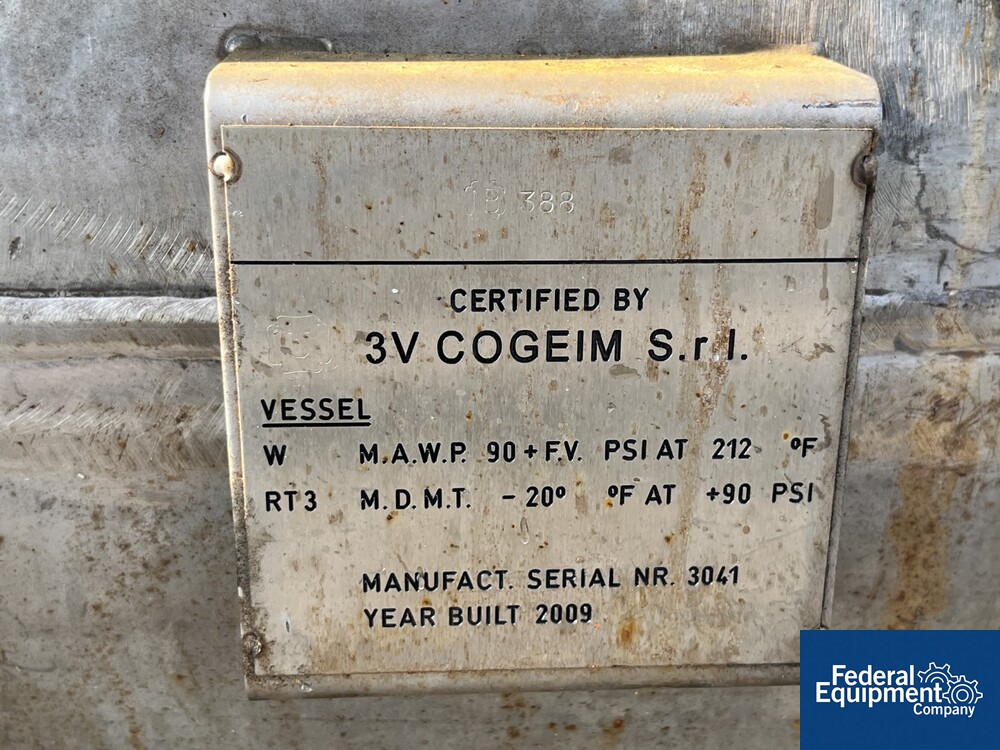 388
CERTIFIED BY
3V COGEIM S.r.l.
VESSEL
W M.A.W.P. 90 + F.V. PSI AT 212 ºF
RT3 M.D.M.T. - 20º ºF AT +90 PSI
MANUFACT. SERIAL NR. 3041
YEAR BUILT 2009
Federal
Equipment
Company